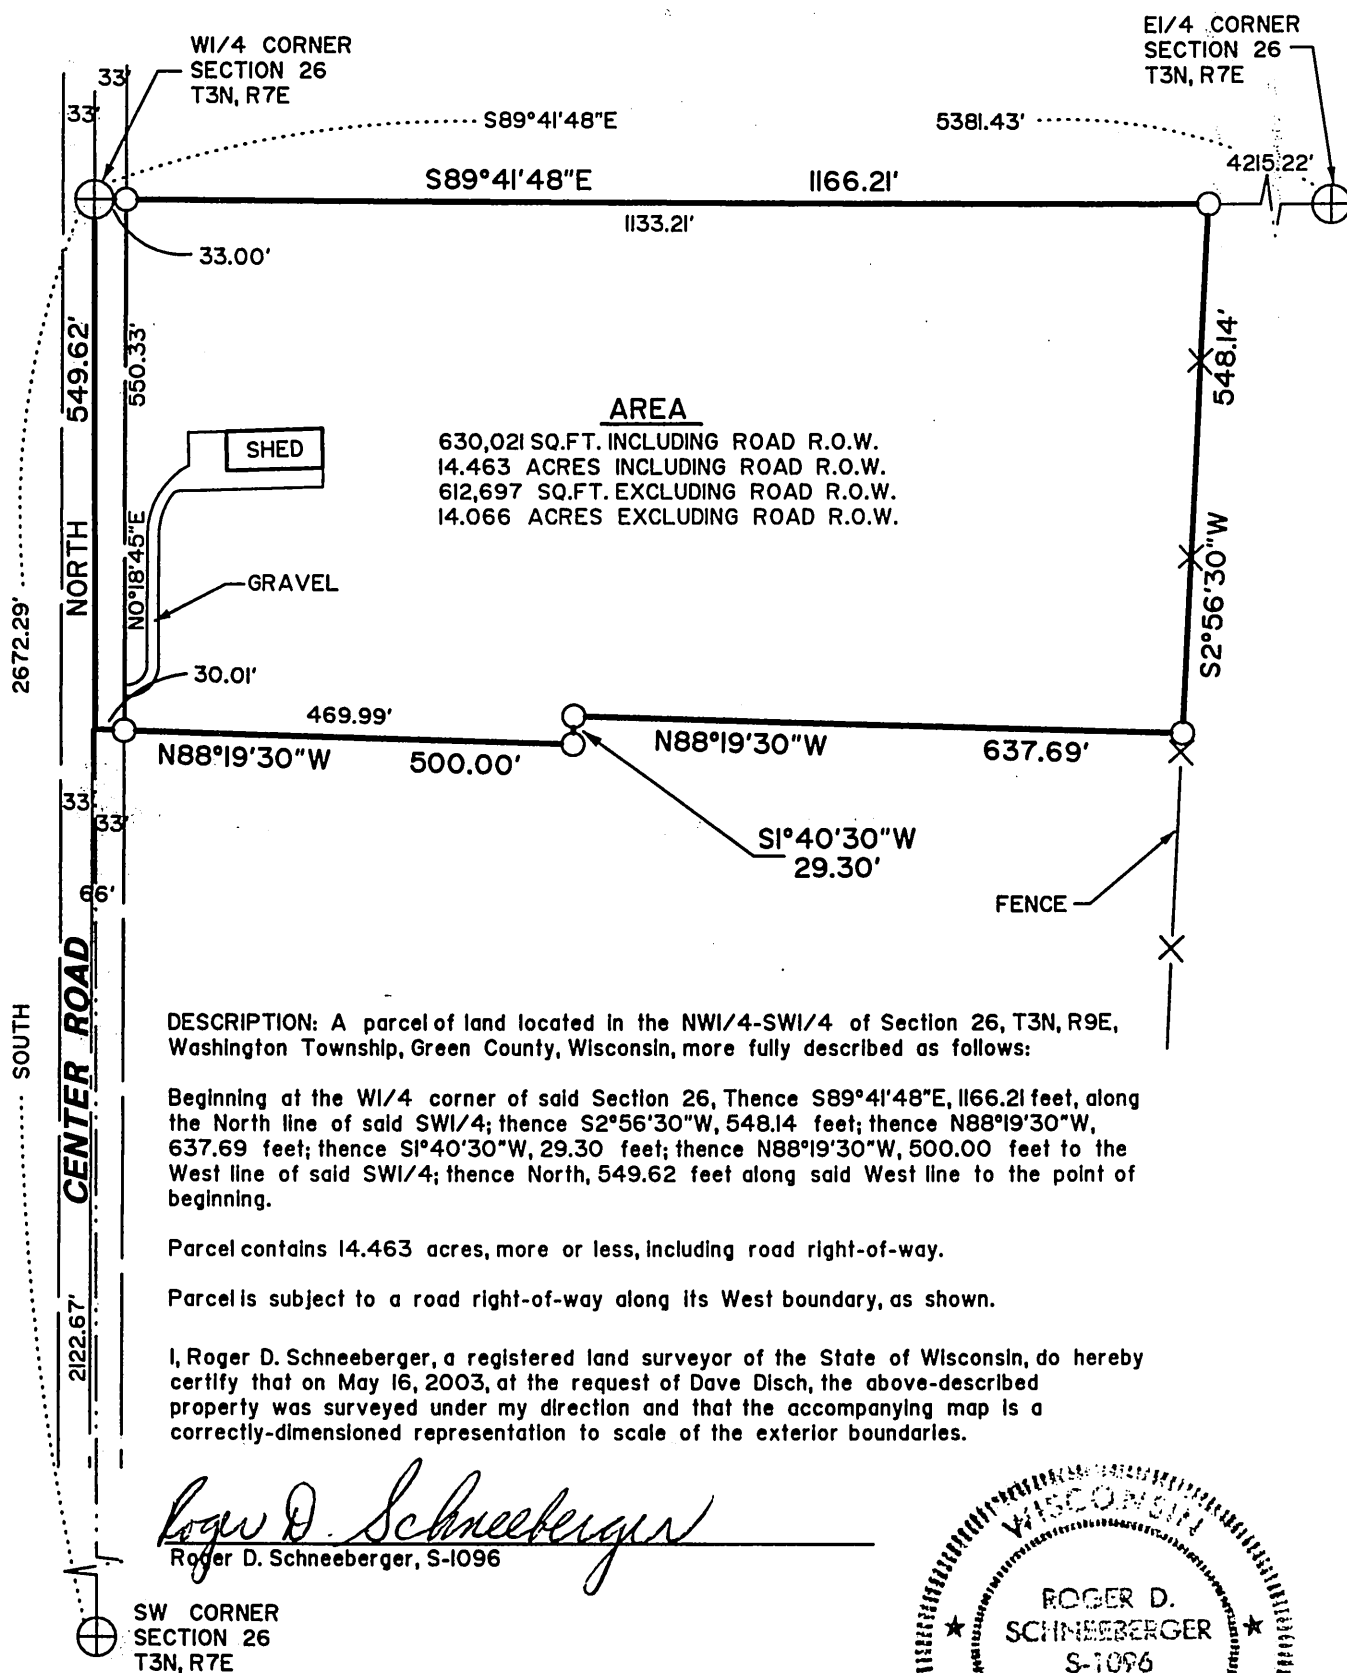 W1/4 CORNER
SECTION 26
T3N, R7E
E1/4 CORNER
SECTION 26
T3N, R7E
33'
33'
S89°41'48"E
5381.43'
4215.22'
S89°41'48"E
1166.21'
1133.21'
33.00'
549.62'
NORTH
550.33'
N0°18'45"E
548.14'
S2°56'30"W
AREA
630,021 SQ.FT. INCLUDING ROAD R.O.W.
14.463 ACRES INCLUDING ROAD R.O.W.
612,697 SQ.FT. EXCLUDING ROAD R.O.W.
14.066 ACRES EXCLUDING ROAD R.O.W.
SHED
GRAVEL
2672.29'
SOUTH
30.01'
469.99'
N88°19'30"W
500.00'
N88°19'30"W
637.69'
33'
33'
66'
S1°40'30"W
29.30'
FENCE
CENTER ROAD
2122.67'
DESCRIPTION: A parcel of land located in the NW1/4-SW1/4 of Section 26, T3N, R9E,
Washington Township, Green County, Wisconsin, more fully described as follows:
Beginning at the W1/4 corner of said Section 26, Thence S89°41'48"E, 1166.21 feet, along
the North line of said SW1/4; thence S2°56'30"W, 548.14 feet; thence N88°19'30"W,
637.69 feet; thence S1°40'30"W, 29.30 feet; thence N88°19'30"W, 500.00 feet to the
West line of said SW1/4; thence North, 549.62 feet along said West line to the point of
beginning.
Parcel contains 14.463 acres, more or less, including road right-of-way.
Parcel is subject to a road right-of-way along its West boundary, as shown.
I, Roger D. Schneeberger, a registered land surveyor of the State of Wisconsin, do hereby
certify that on May 16, 2003, at the request of Dave Disch, the above-described
property was surveyed under my direction and that the accompanying map is a
correctly-dimensioned representation to scale of the exterior boundaries.
Roger D. Schneeberger
Roger D. Schneeberger, S-1096
SW CORNER
SECTION 26
T3N, R7E
WISCONSIN
ROGER D.
SCHNEEBERGER
S-1096